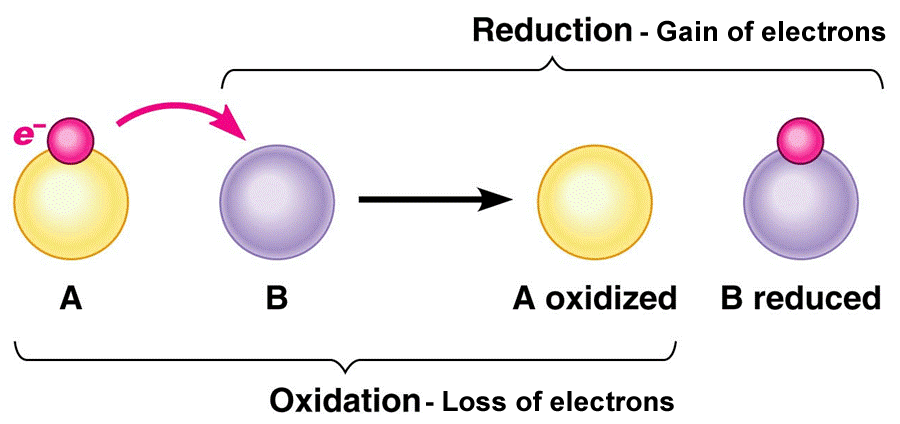 Reduction - Gain of electrons
e⁻
A
B
A oxidized
B reduced
Oxidation - Loss of electrons